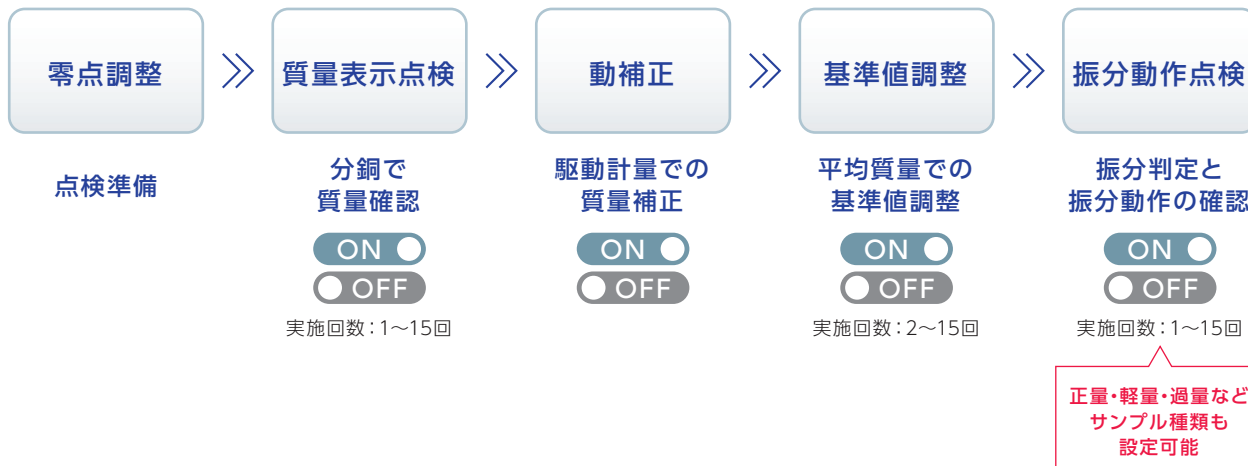 零点調整
質量表示点検
動補正
基準値調整
振分動作点検
点検準備
分銅で
質量確認
ON
OFF
実施回数：1〜15回
駆動計量での
質量補正
ON
OFF
平均質量での
基準値調整
ON
OFF
実施回数：2〜15回
振分判定と
振分動作の確認
ON
OFF
実施回数：1〜15回
正量・軽量・過量など
サンプル種類も
設定可能